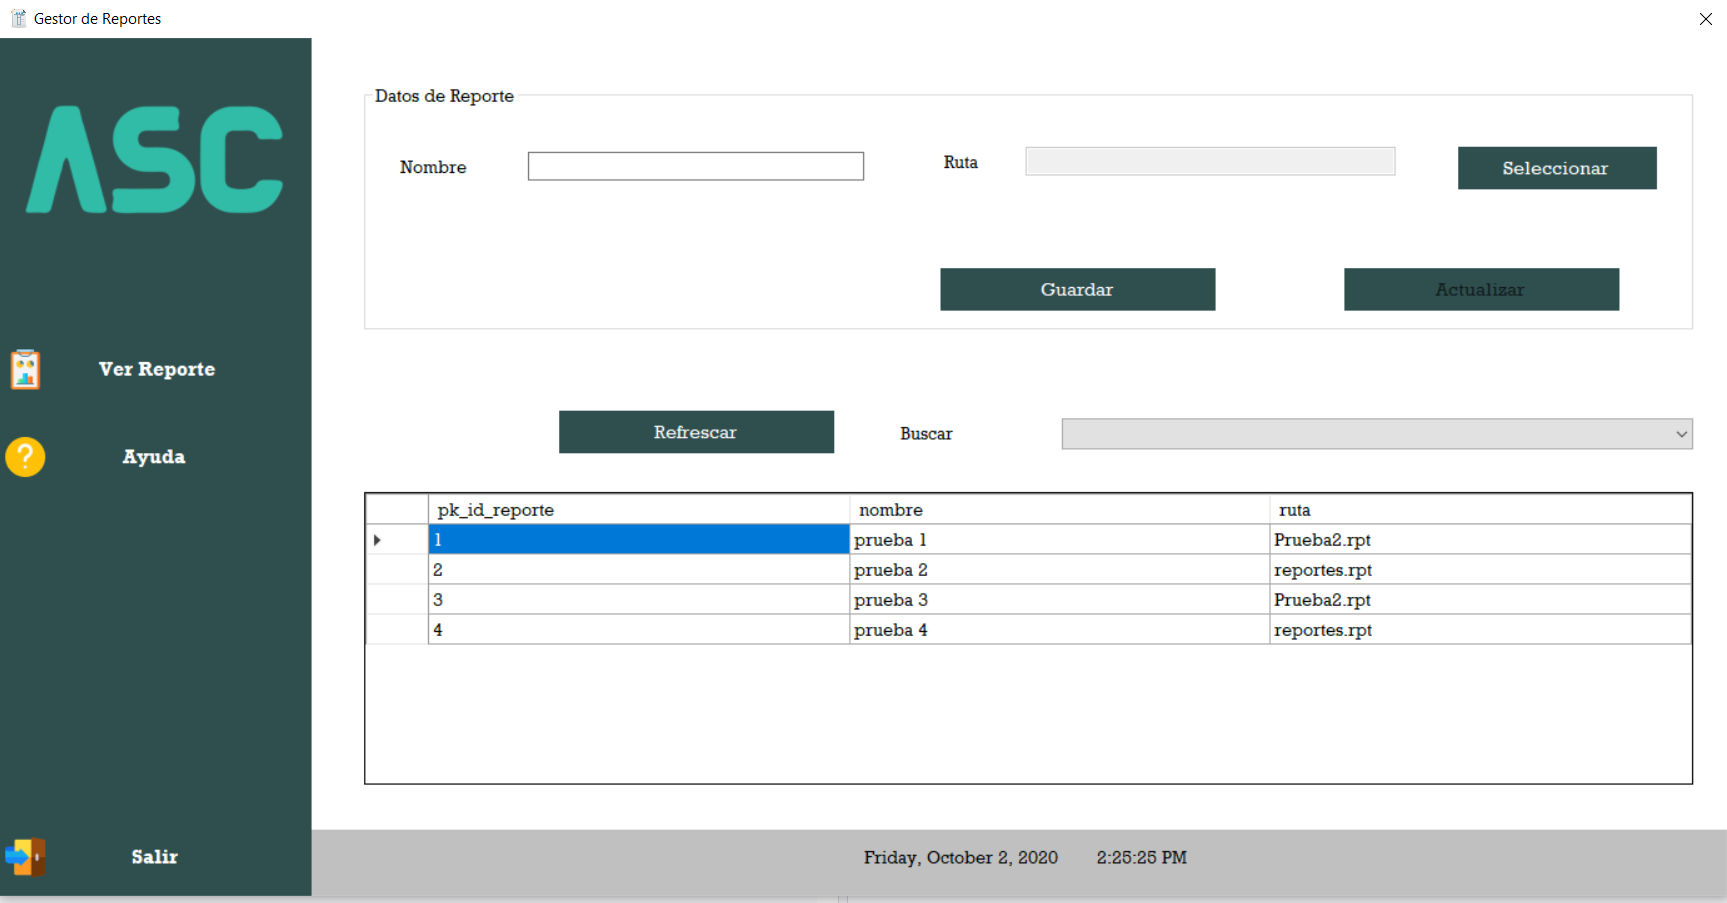 Gestor de Reportes
ASC
Ver Reporte
?
Ayuda
Salir
Datos de Reporte
Nombre
Ruta
Seleccionar
Guardar
Actualizar
Refrescar
Buscar
pk_id_reporte nombre ruta
1 prueba 1 Prueba2.rpt
2 prueba 2 reportes.rpt
3 prueba 3 Prueba2.rpt
4 prueba 4 reportes.rpt
Friday, October 2, 2020 2:25:25 PM